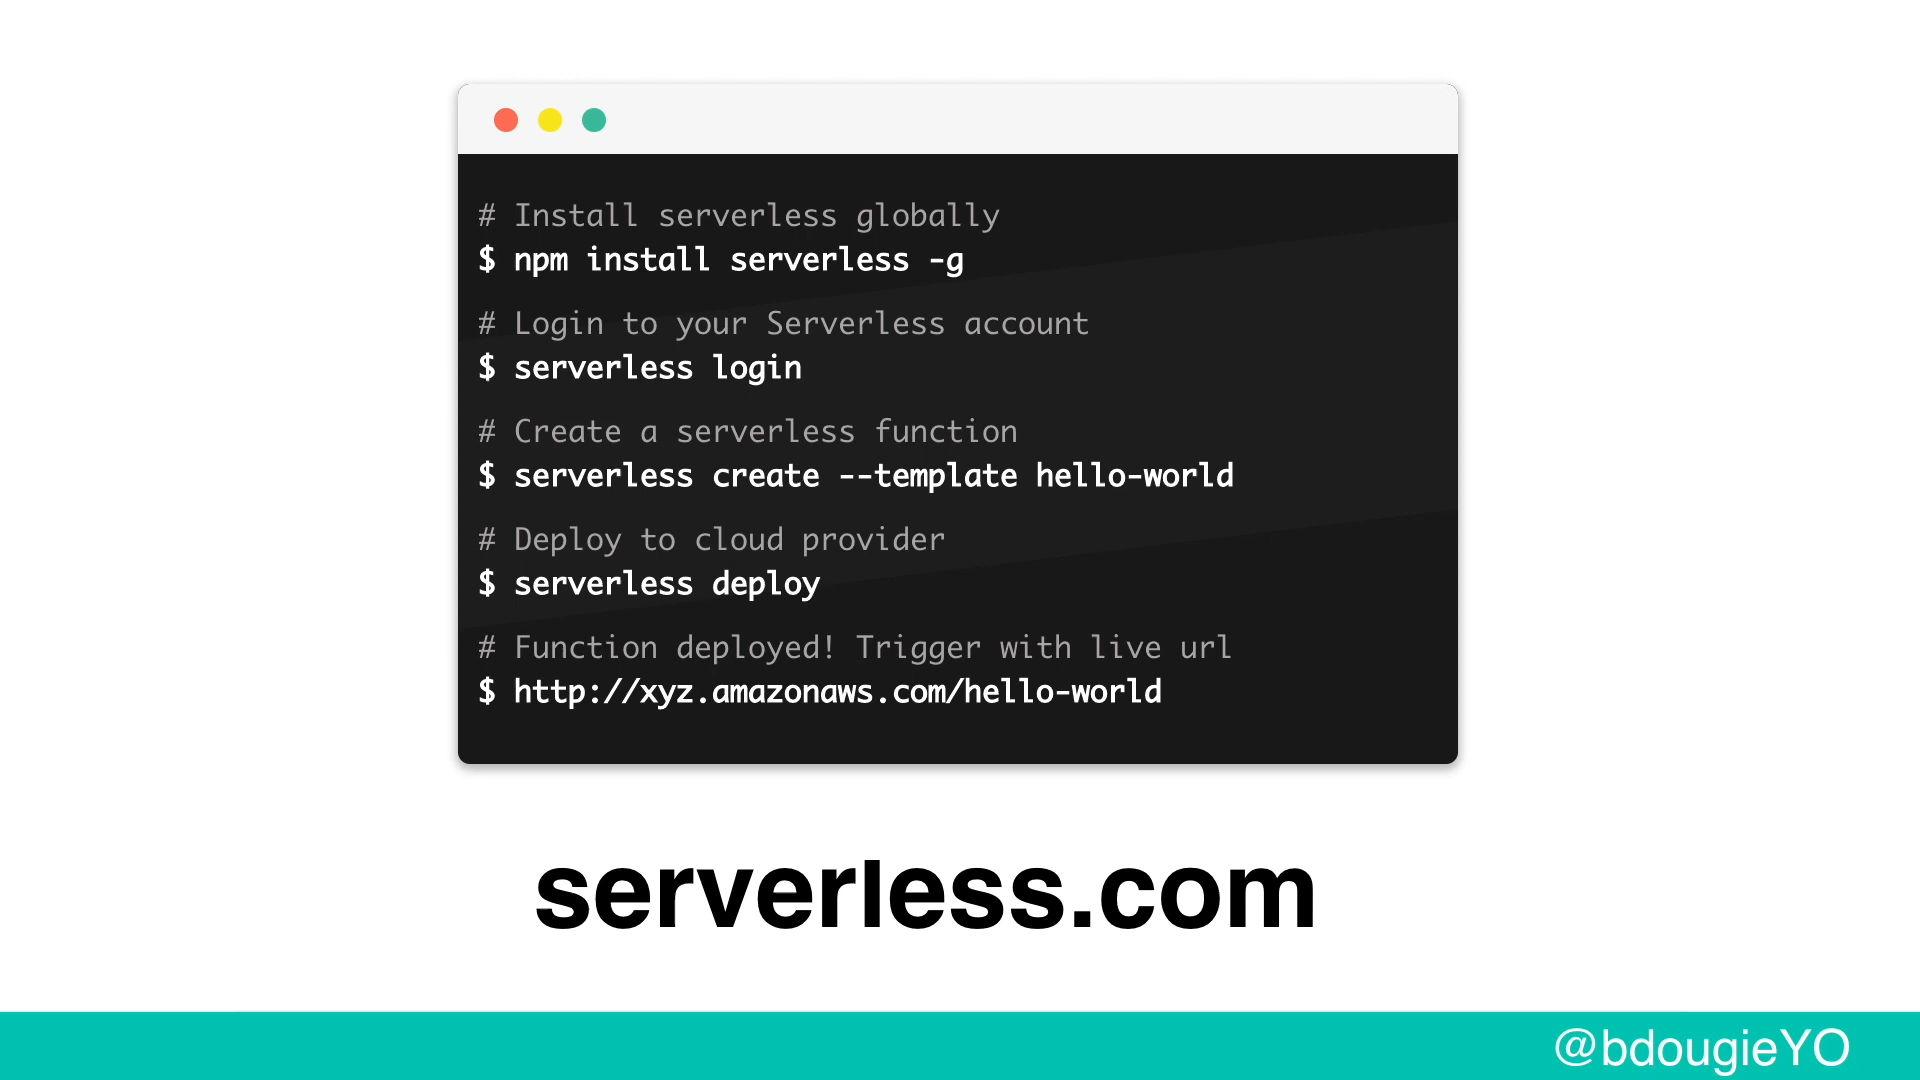 # Install serverless globally
$ npm install serverless -g
# Login to your Serverless account
$ serverless login
# Create a serverless function
$ serverless create --template hello-world
# Deploy to cloud provider
$ serverless deploy
# Function deployed! Trigger with live url
$ http://xyz.amazonaws.com/hello-world
serverless.com
@bdougieYO